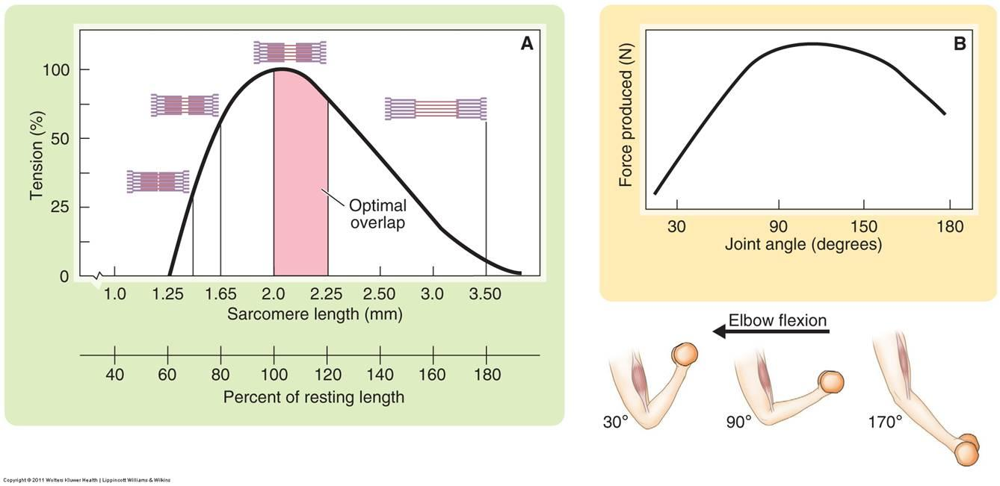 A
100
50
25
0
Tension (%)
Optimal
overlap
1.0 1.25 1.65 2.0 2.25 2.50 3.0 3.50
Sarcomere length (mm)
40 60 80 100 120 140 160 180
Percent of resting length
B
Force produced (N)
30 90 150 180
Joint angle (degrees)
Elbow flexion
30° 90° 170°
Copyright © 2011 Wolters Kluwer Health | Lippincott Williams & Wilkins